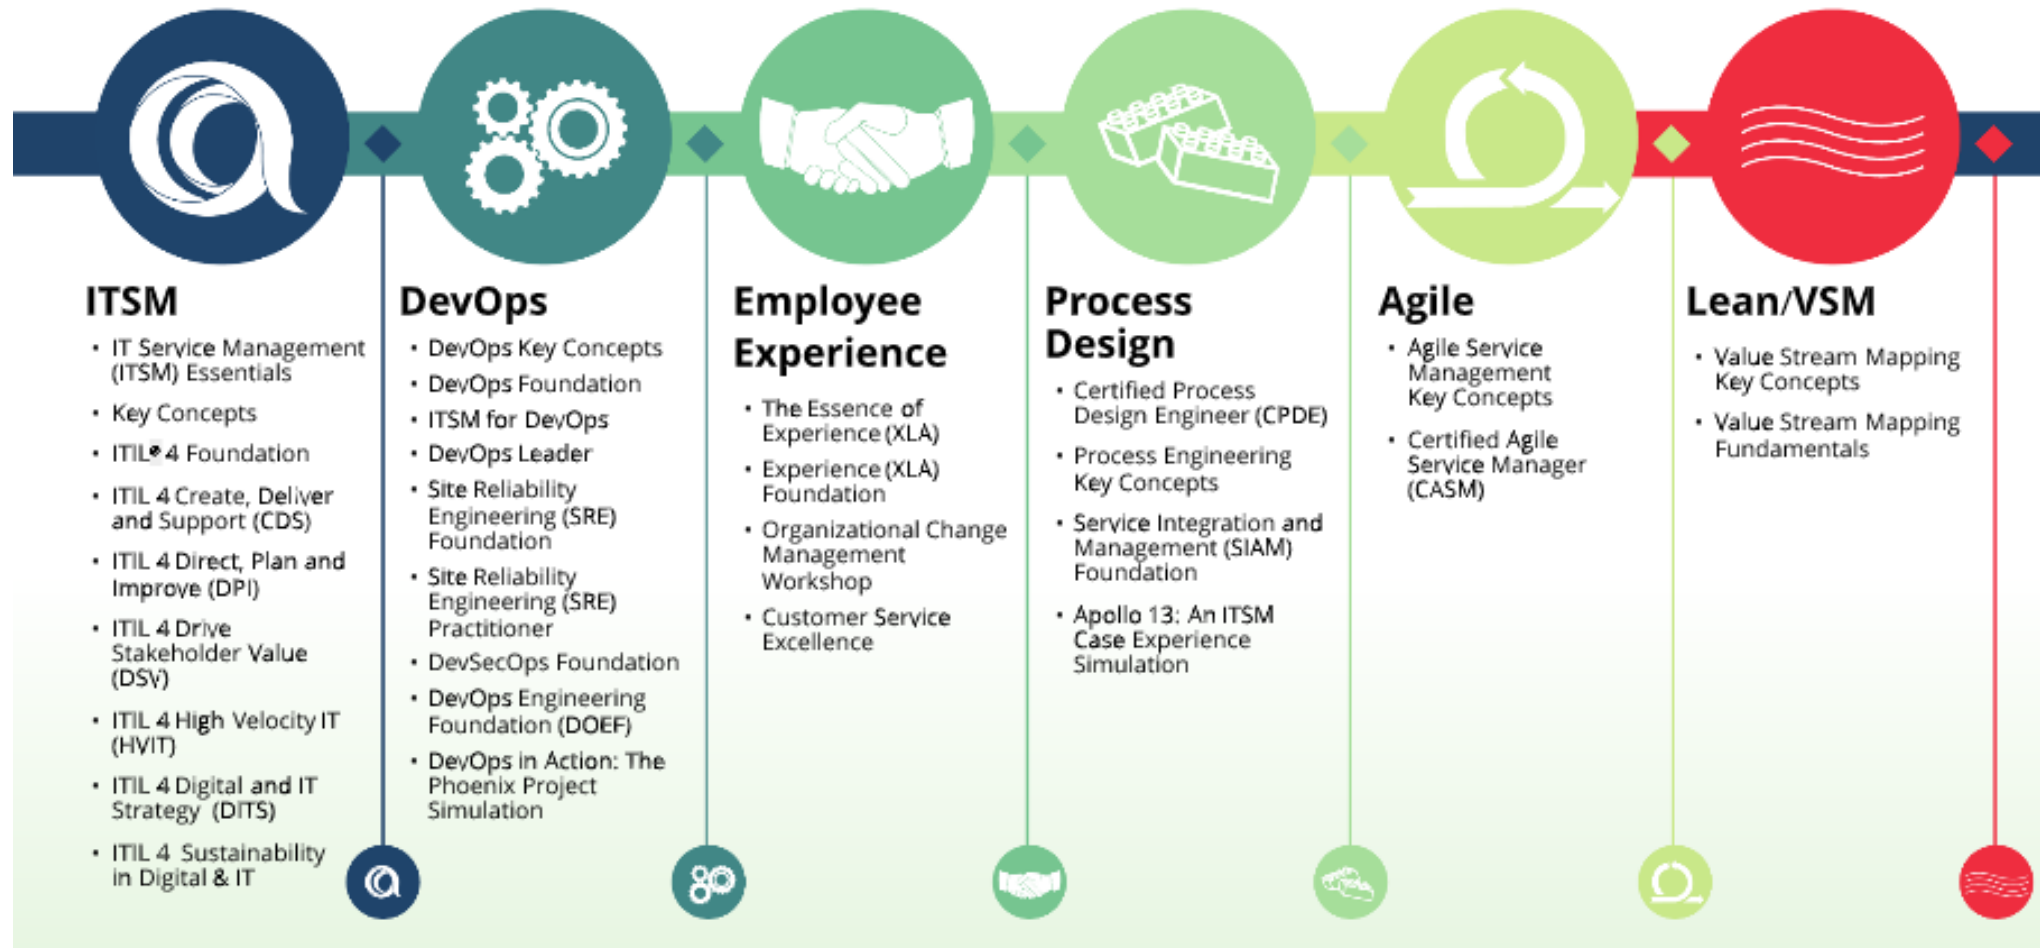 ITSM
• IT Service Management
(ITSM) Essentials
• Key Concepts
• ITIL® 4 Foundation
• ITIL 4 Create, Deliver
and Support (CDS)
• ITIL 4 Direct, Plan and
Improve (DPI)
• ITIL 4 Drive
Stakeholder Value
(DSV)
• ITIL 4 High Velocity IT
(HVIT)
• ITIL 4 Digital and IT
Strategy (DITS)
• ITIL 4 Sustainability
in Digital & IT
DevOps
• DevOps Key Concepts
• DevOps Foundation
• ITSM for DevOps
• DevOps Leader
• Site Reliability
Engineering (SRE)
Foundation
• Site Reliability
Engineering (SRE)
Practitioner
• DevSecOps Foundation
• DevOps Engineering
Foundation (DOEF)
• DevOps in Action: The
Phoenix Project
Simulation
Employee
Experience
• The Essence of
Experience (XLA)
• Experience (XLA)
Foundation
• Organizational Change
Management
Workshop
• Customer Service
Excellence
Process
Design
• Certified Process
Design Engineer (CPDE)
• Process Engineering
Key Concepts
• Service Integration and
Management (SIAM)
Foundation
• Apollo 13: An ITSM
Case Experience
Simulation
Agile
• Agile Service
Management
Key Concepts
• Certified Agile
Service Manager
(CASM)
Lean/VSM
• Value Stream Mapping
Key Concepts
• Value Stream Mapping
Fundamentals